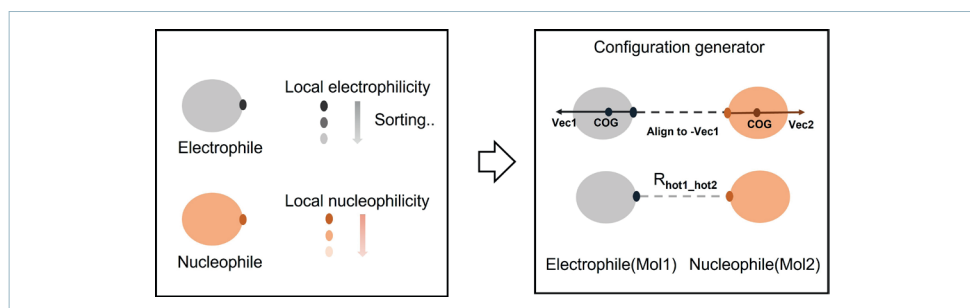 Local electrophilicity
Sorting..
Electrophile
Local nucleophilicity
Nucleophile
Configuration generator
Vec1 COG COG Vec2
Align to -Vec1
Rhot1_hot2
Electrophile(Mol1) Nucleophile(Mol2)